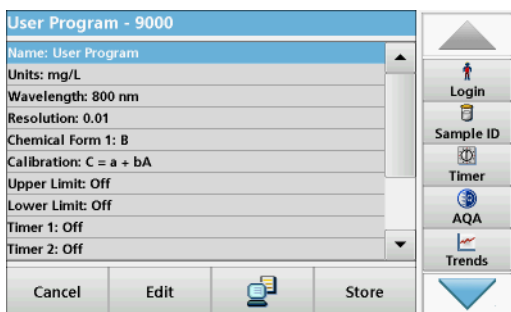 User Program - 9000
Name: User Program
Units: mg/L
Wavelength: 800 nm
Resolution: 0.01
Chemical Form 1: B
Calibration: C = a + bA
Upper Limit: Off
Lower Limit: Off
Timer 1: Off
Timer 2: Off
Cancel
Edit
Store
Login
Sample ID
Timer
AQA
Trends